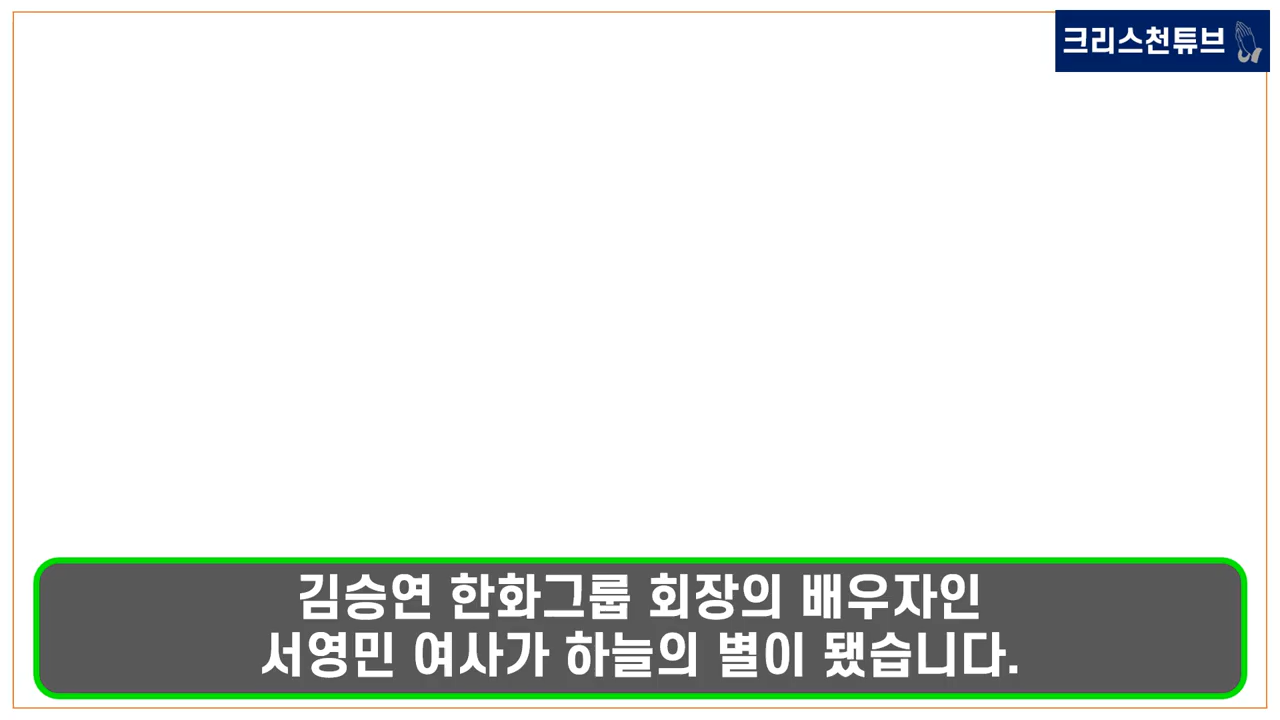 크리스천튜브
김승연 한화그룹 회장의 배우자인
서영민 여사가 하늘의 별이 됐습니다.